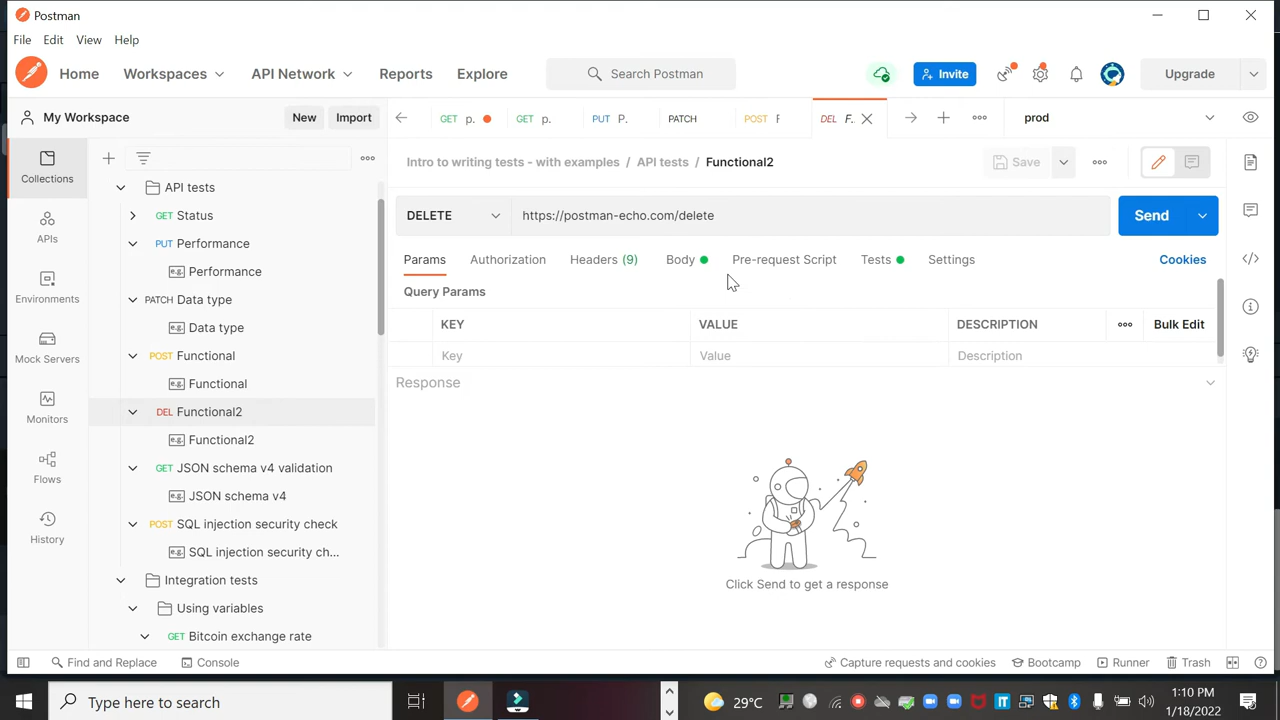 Postman
File Edit View Help
Home Workspaces API Network Reports Explore Search Postman Invite Upgrade
My Workspace New Import
GET p. GET p. PUT P. PATCH POST F DEL F. prod
Intro to writing tests - with examples / API tests / Functional2 Save
Collections
APIs
Environments
Mock Servers
Monitors
Flows
History
API tests
GET Status
PUT Performance
e.g. Performance
PATCH Data type
e.g. Data type
POST Functional
e.g. Functional
DEL Functional2
e.g. Functional2
GET JSON schema v4 validation
e.g. JSON schema v4
POST SQL injection security check
e.g. SQL injection security ch...
Integration tests
Using variables
GET Bitcoin exchange rate
DELETE https://postman-echo.com/delete Send
Params Authorization Headers (9) Body Pre-request Script Tests Settings Cookies
Query Params
KEY VALUE DESCRIPTION Bulk Edit
Key Value Description
Response
Click Send to get a response
Find and Replace Console Capture requests and cookies Bootcamp Runner Trash
Type here to search 29°C 1:10 PM
1/18/2022